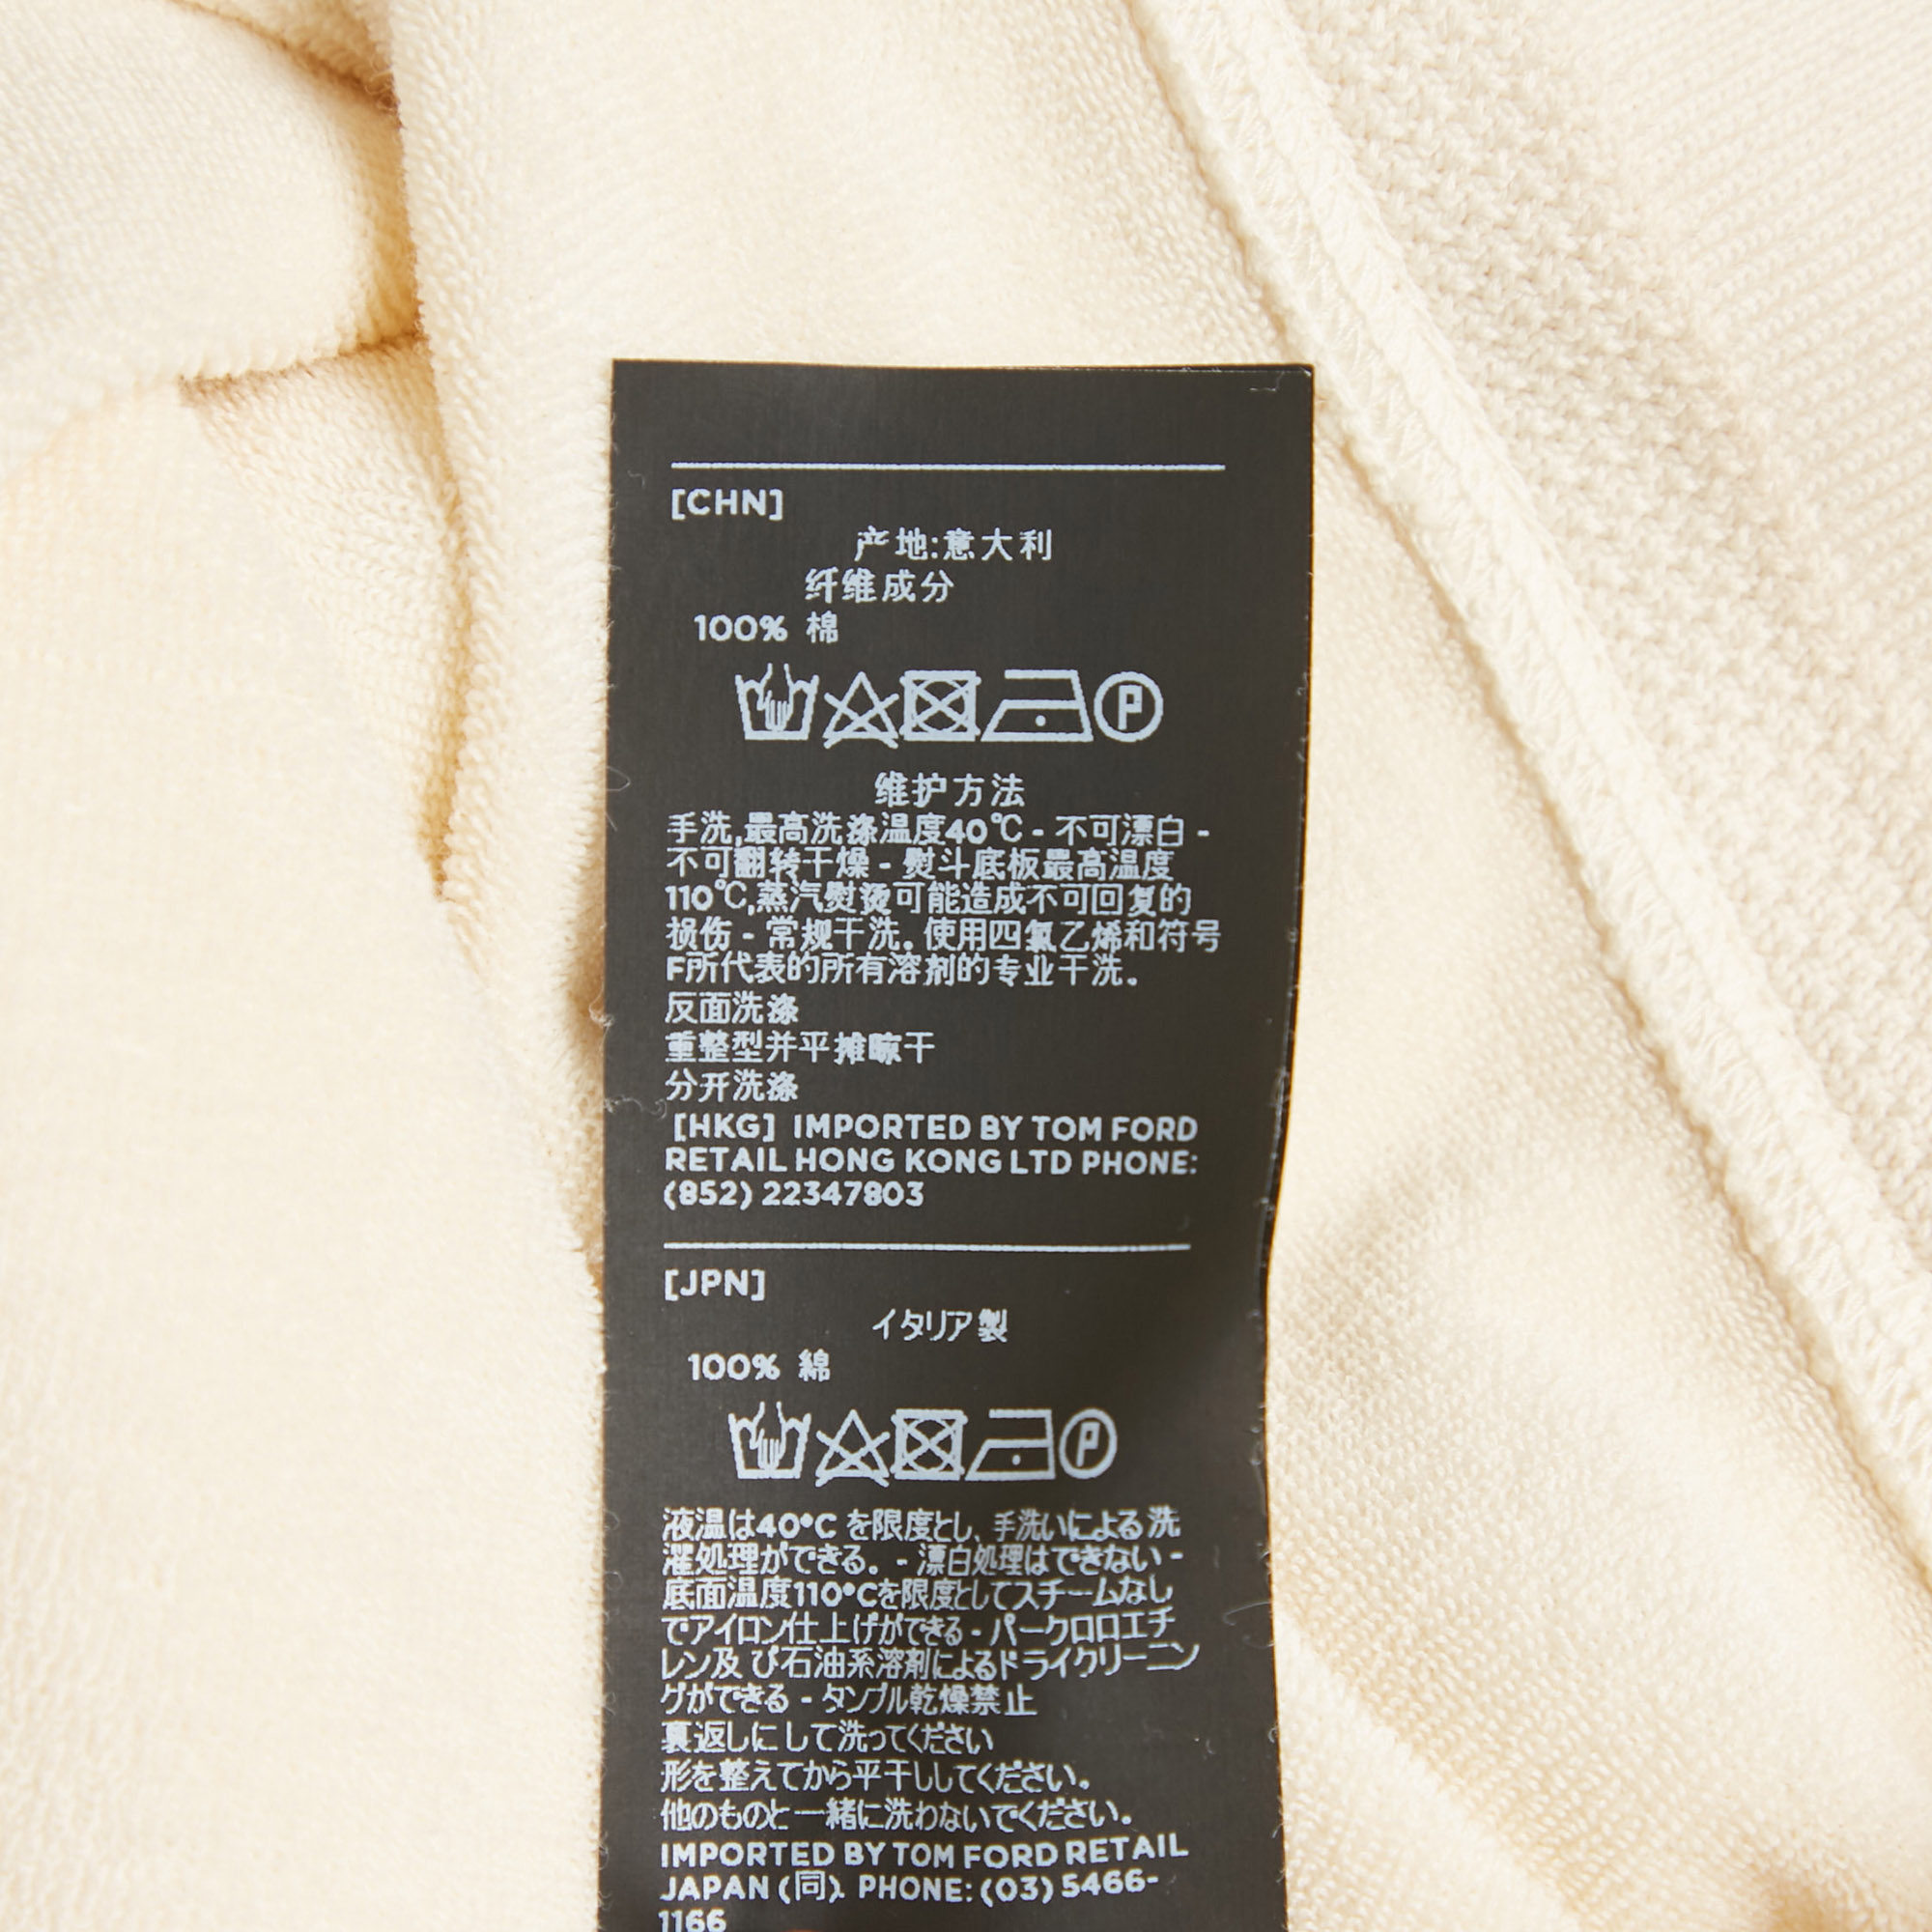 [CHN]
产地:意大利
纤维成分
100% 棉
P
维护方法
手洗,最高洗涤温度40℃ - 不可漂白 -
不可翻转干燥 - 熨斗底板最高温度
110℃,蒸汽熨烫可能造成不可回复的
损伤 - 常规干洗。使用四氯乙烯和符号
F所代表的所有溶剂的专业干洗。
反面洗涤
重整型并平摊晾干
分开洗涤
[HKG] IMPORTED BY TOM FORD
RETAIL HONG KONG LTD PHONE:
(852) 22347803
[JPN]
イタリア製
100% 綿
P
液温は40°C を限度とし、手洗いによる洗
濯処理ができる。 - 漂白処理はできない -
底面温度110°Cを限度としてスチームなし
でアイロン仕上げができる - パークロロエチ
レン及び石油系溶剤によるドライクリーニン
グができる - タンブル乾燥禁止
裏返しにして洗ってください
形を整えてから平干ししてください。
他のものと一緒に洗わないでください。
IMPORTED BY TOM FORD RETAIL
JAPAN (同). PHONE: (03) 5466-
1166